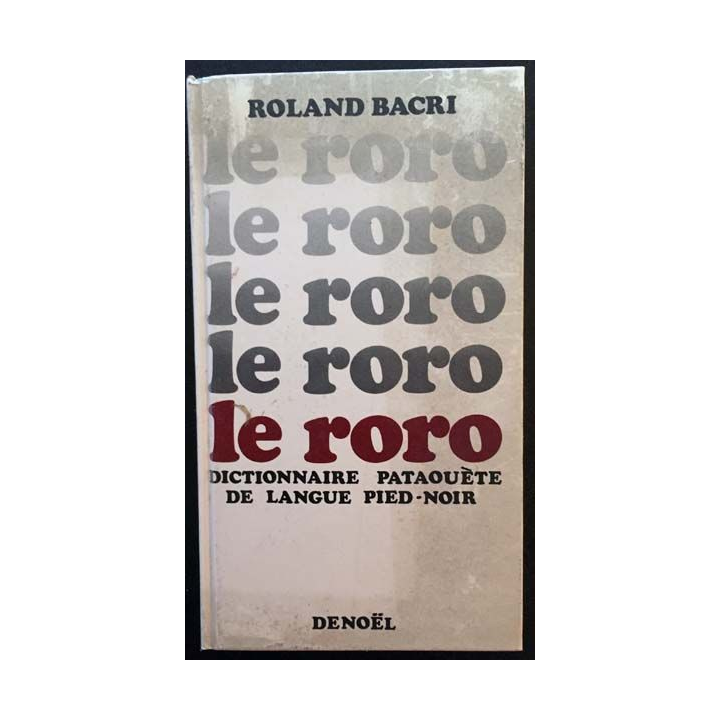 ROLAND BACRI
le roro
le roro
le roro
le roro
le roro
DICTIONNAIRE PATAOUÈTE
DE LANGUE PIED-NOIR
DENOËL